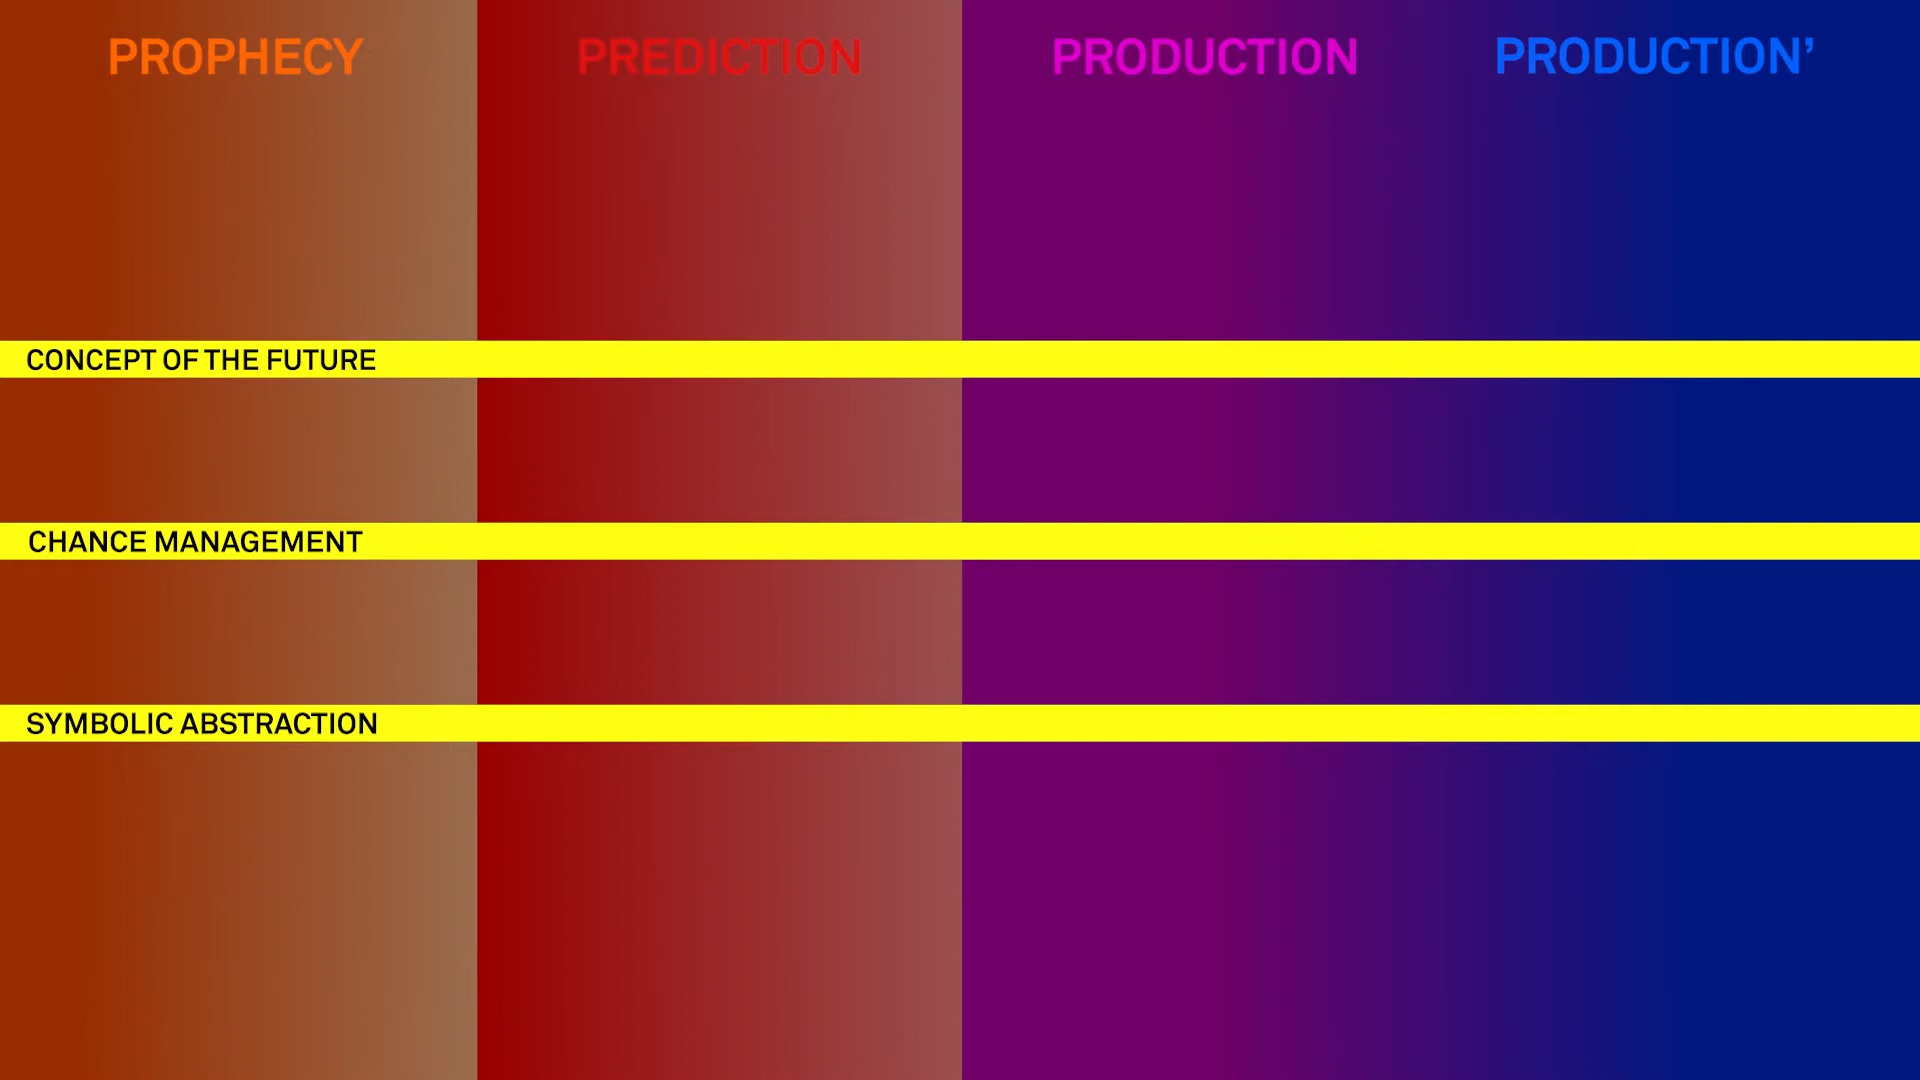 PROPHECY
PREDICTION
PRODUCTION
PRODUCTION’
CONCEPT OF THE FUTURE
CHANCE MANAGEMENT
SYMBOLIC ABSTRACTION